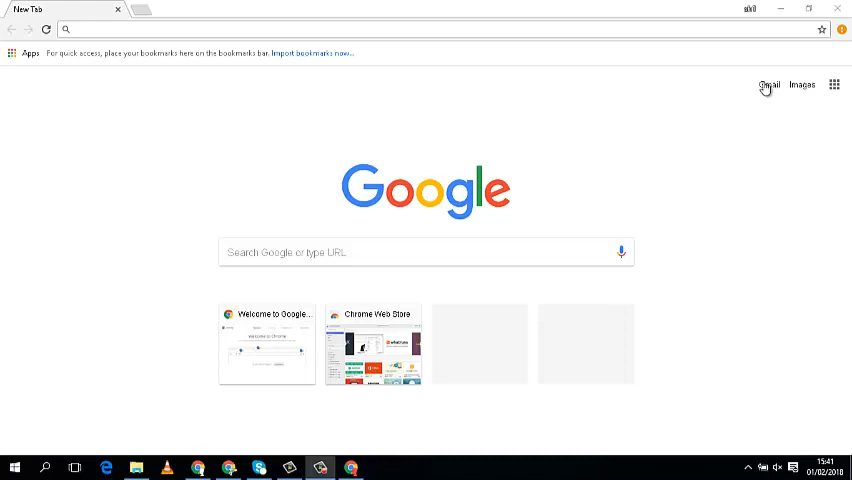 New Tab
Apps For quick access, place your bookmarks here on the bookmarks bar. Import bookmarks now...
Gmail Images
Google
Search Google or type URL
Welcome to Google...
Chrome Web Store
15:41
01/02/2018